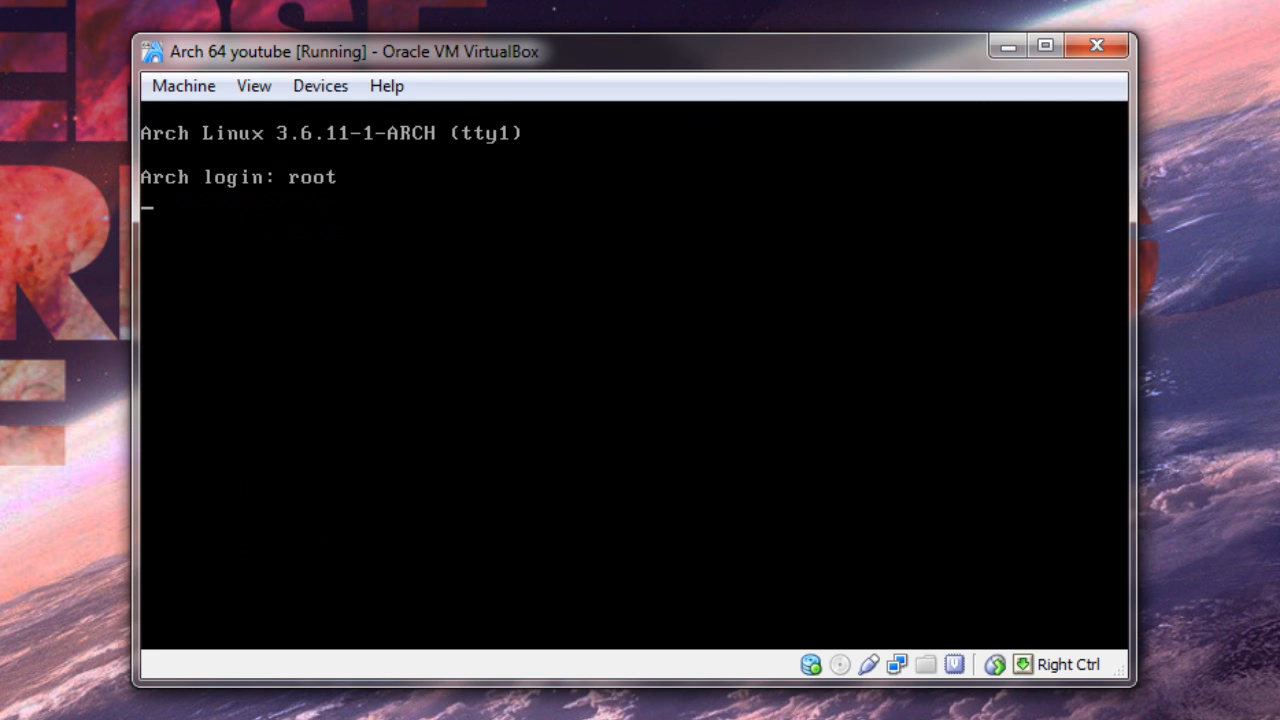 Arch 64 youtube [Running] - Oracle VM VirtualBox
Machine View Devices Help
Arch Linux 3.6.11-1-ARCH (tty1)
Arch login: root
Right Ctrl